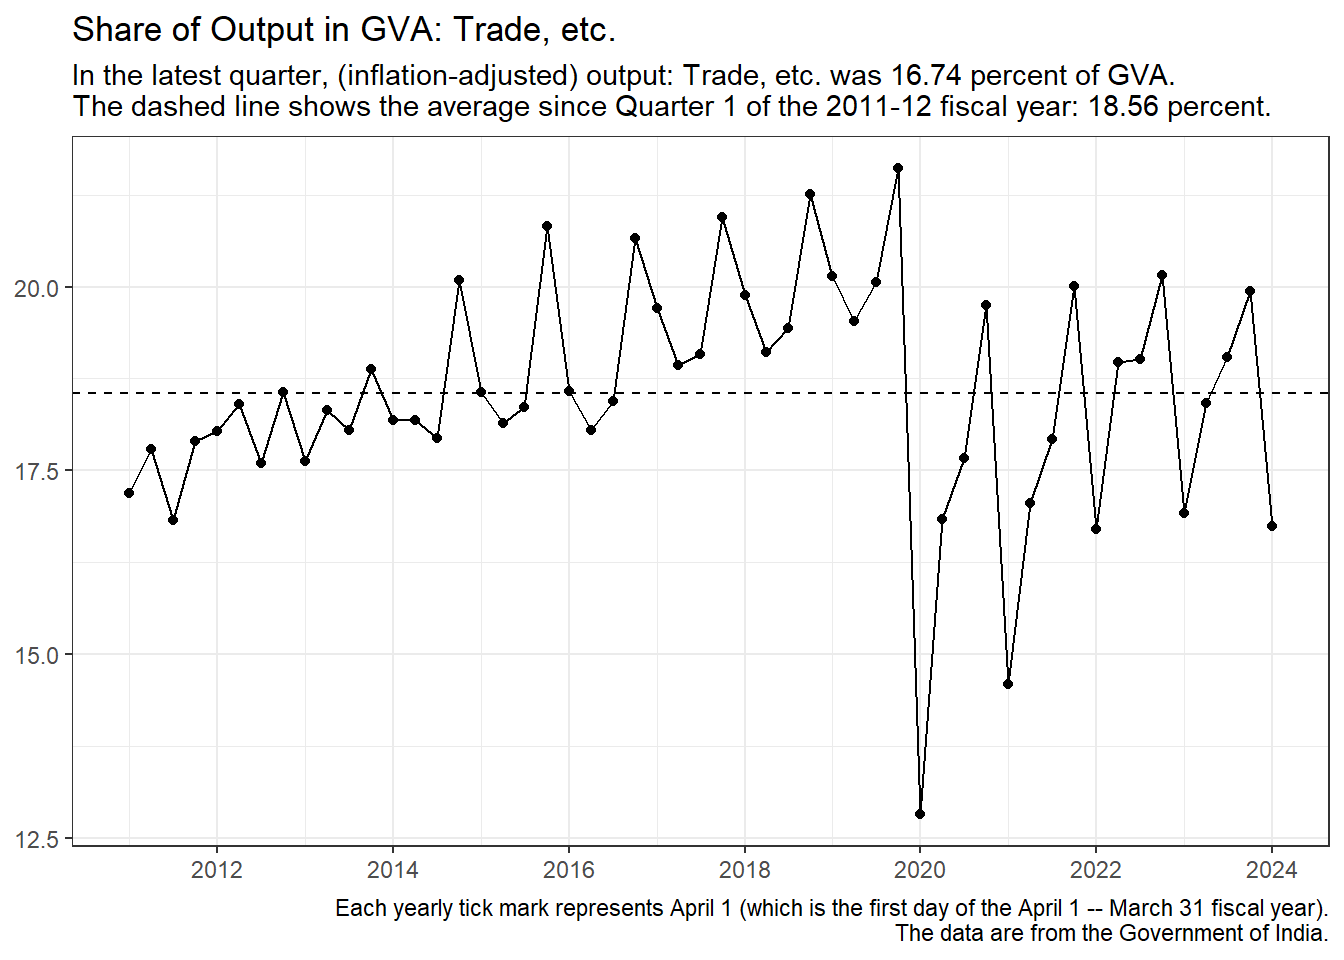 Share of Output in GVA: Trade, etc.
In the latest quarter, (inflation-adjusted) output: Trade, etc. was 16.74 percent of GVA.
The dashed line shows the average since Quarter 1 of the 2011-12 fiscal year: 18.56 percent.
20.0
17.5
15.0
12.5
2012 2014 2016 2018 2020 2022 2024
Each yearly tick mark represents April 1 (which is the first day of the April 1 -- March 31 fiscal year).
The data are from the Government of India.